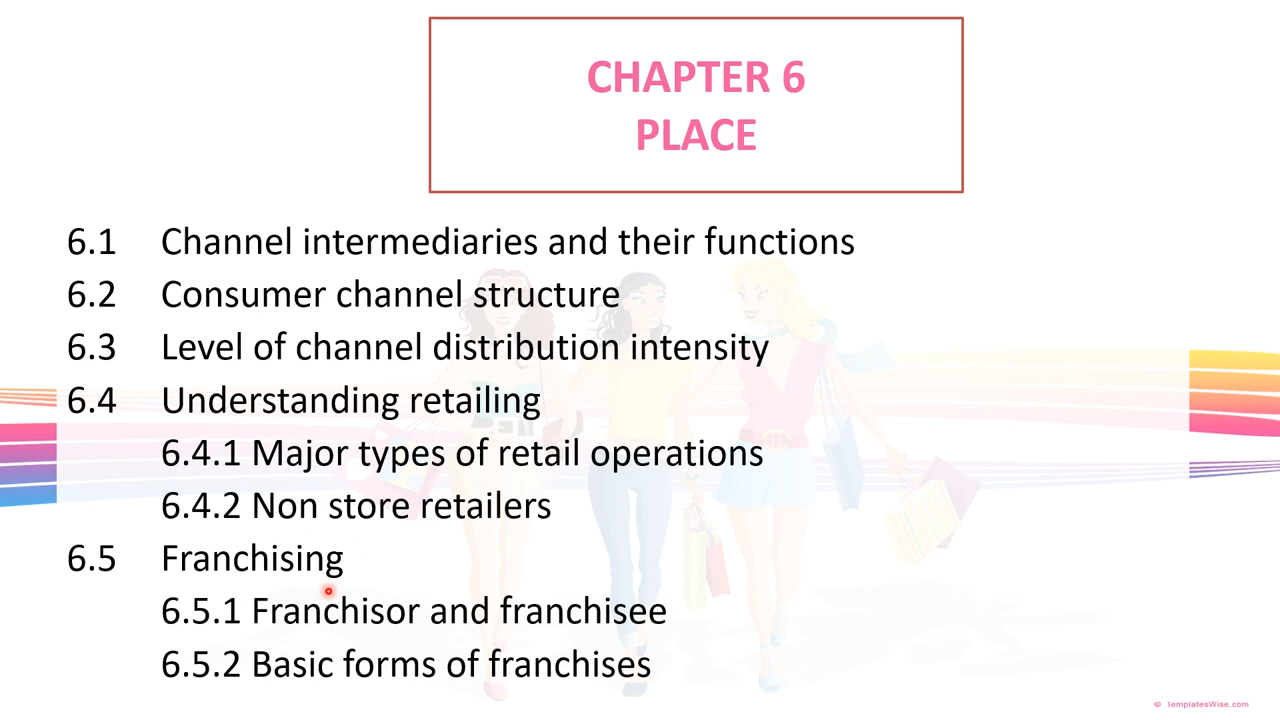 CHAPTER 6
PLACE
6.1 Channel intermediaries and their functions
6.2 Consumer channel structure
6.3 Level of channel distribution intensity
6.4 Understanding retailing
6.4.1 Major types of retail operations
6.4.2 Non store retailers
6.5 Franchising
6.5.1 Franchisor and franchisee
6.5.2 Basic forms of franchises
© TemplatesWise.com